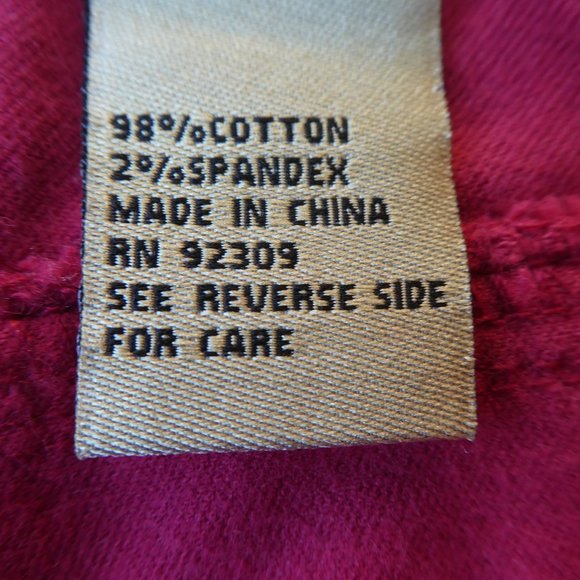 98%COTTON
2%SPANDEX
MADE IN CHINA
RN 92309
SEE REVERSE SIDE
FOR CARE